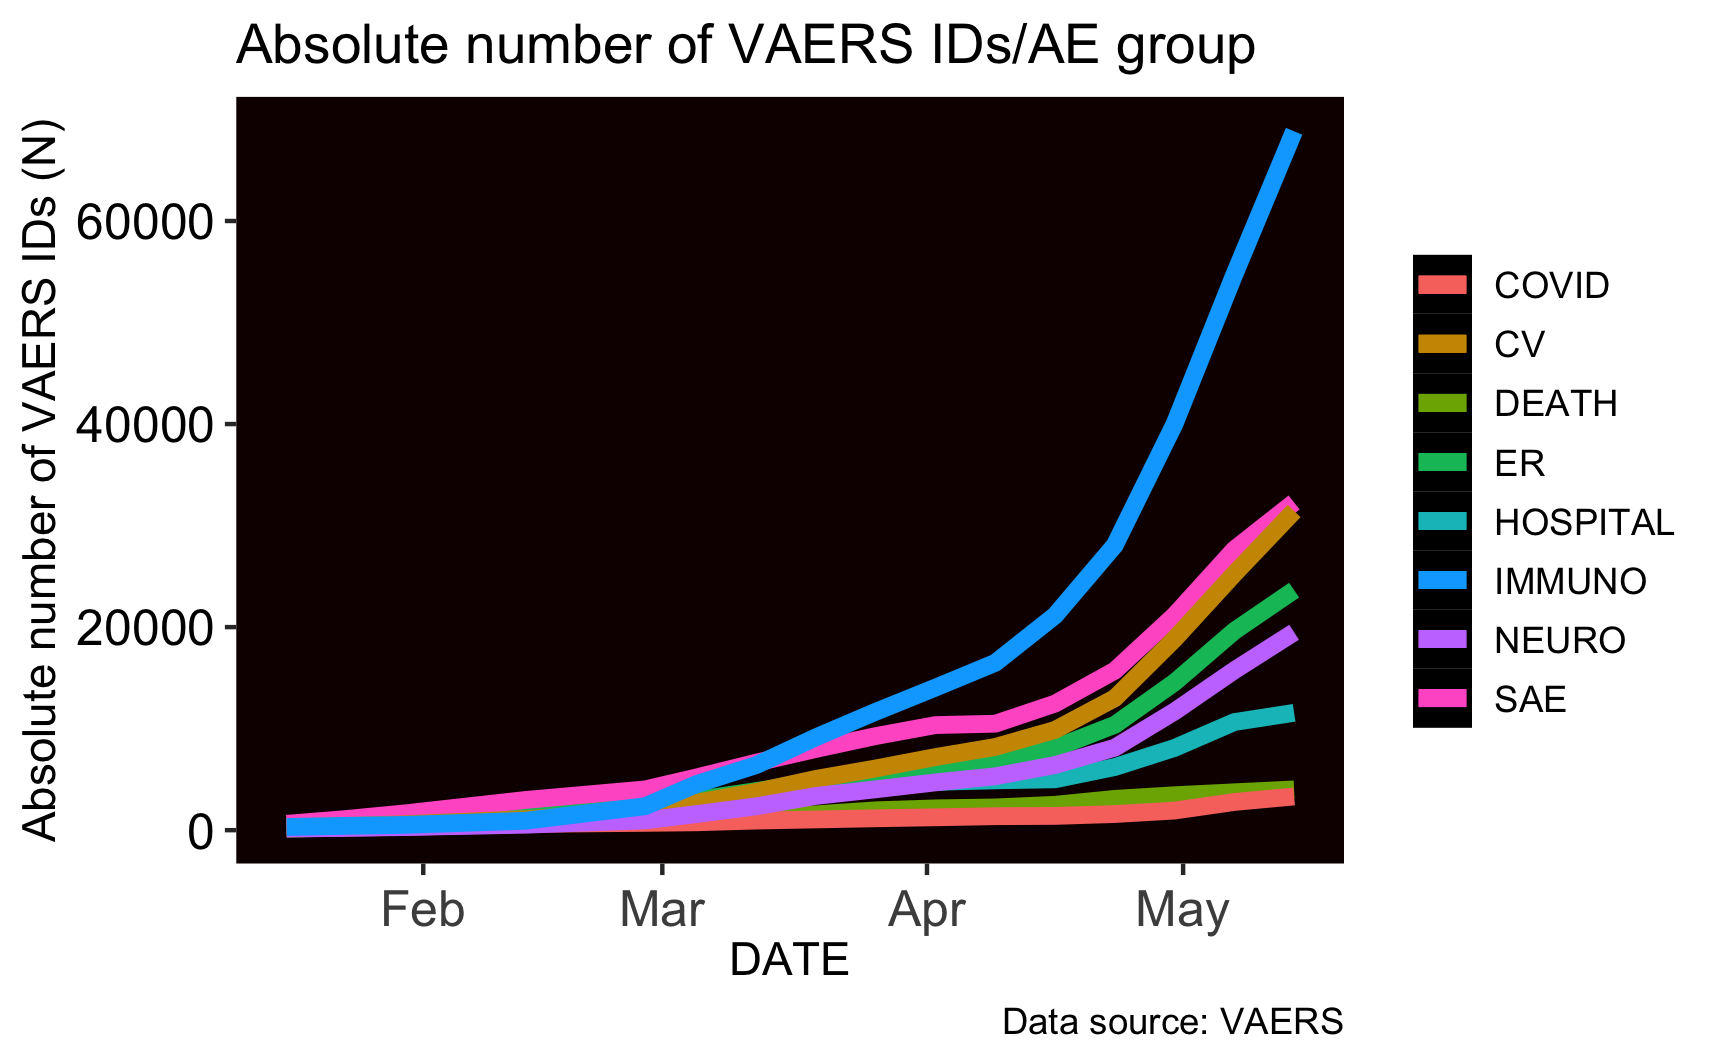 Absolute number of VAERS IDs/AE group
Absolute number of VAERS IDs (N)
60000
40000
20000
0
Feb
Mar
Apr
May
DATE
COVID
CV
DEATH
ER
HOSPITAL
IMMUNO
NEURO
SAE
Data source: VAERS